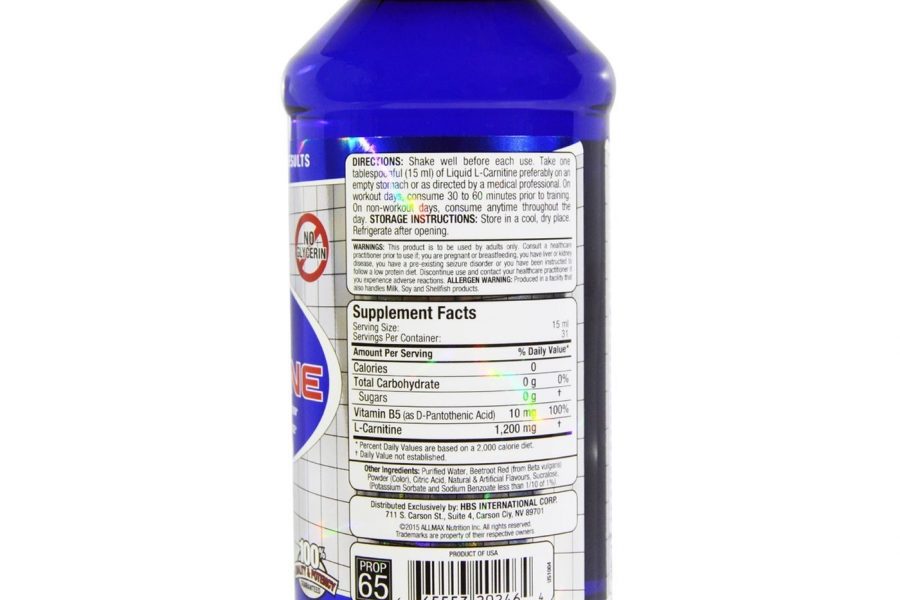 ESULTS
NO
GLYCERIN
NE
100%
QUALITY & POTENCY
GUARANTEED
DIRECTIONS: Shake well before each use. Take one
tablespoonful (15 ml) of Liquid L-Carnitine preferably on an
empty stomach or as directed by a medical professional. On
workout days, consume 30 to 60 minutes prior to training.
On non-workout days, consume anytime throughout the
day. STORAGE INSTRUCTIONS: Store in a cool, dry place.
Refrigerate after opening.
WARNINGS: This product is to be used by adults only. Consult a healthcare
practitioner prior to use if; you are pregnant or breastfeeding, you have liver or kidney
disease, you have a pre-existing seizure disorder or you have been instructed to
follow a low protein diet. Discontinue use and contact your healthcare practitioner if
you experience adverse reactions. ALLERGEN WARNING: Produced in a facility that
also handles Milk, Soy and Shellfish products.
Supplement Facts
Serving Size: 15 ml
Servings Per Container: 31
Amount Per Serving % Daily Value*
Calories 0
Total Carbohydrate 0 g 0%
Sugars 0 g †
Vitamin B5 (as D-Pantothenic Acid) 10 mg 100%
L-Carnitine 1,200 mg †
* Percent Daily Values are based on a 2,000 calorie diet.
† Daily Value not established.
Other Ingredients: Purified Water, Beetroot Red (from Beta vulgaris)
Powder (Color), Citric Acid, Natural & Artificial Flavours, Sucralose,
(Potassium Sorbate and Sodium Benzoate less than 1/10 of 1%)
Distributed Exclusively by: HBS INTERNATIONAL CORP.
711 S. Carson St., Suite 4, Carson Ciy, NV 89701
©2015 ALLMAX Nutrition Inc. All rights reserved.
Trademarks are property of their respective owners.
PRODUCT OF USA
PROP
65
US1004